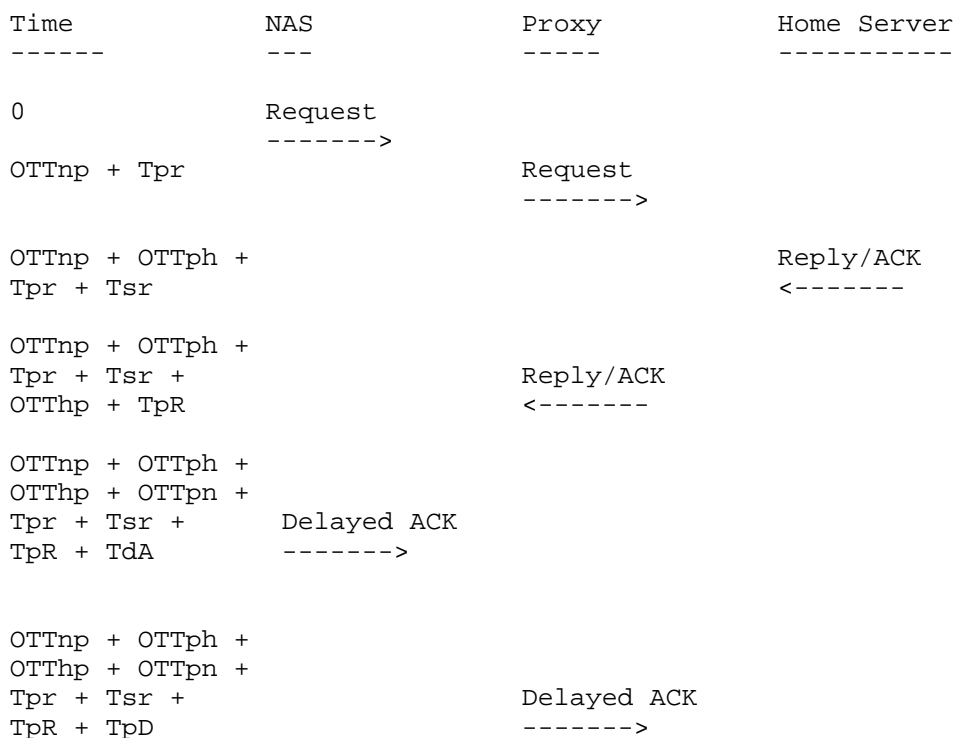 Time NAS Proxy Home Server
------ --- ----- -----------
0 Request
------->
OTTnp + Tpr Request
------->
OTTnp + OTTph + Reply/ACK
Tpr + Tsr <-------
OTTnp + OTTph +
Tpr + Tsr + Reply/ACK
OTThp + TpR <-------
OTTnp + OTTph +
OTThp + OTTpn +
Tpr + Tsr + Delayed ACK
TpR + TdA ------->
OTTnp + OTTph +
OTThp + OTTpn +
Tpr + Tsr + Delayed ACK
TpR + TpD ------->